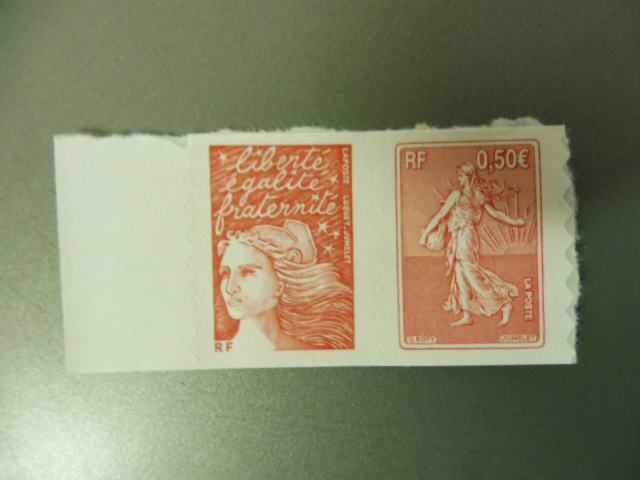 liberté
égalité
fraternité
LAPOSTE LUQUET.JUMELET
RF
RF 0,50€
LA POSTE
O.ROTY JUMELET